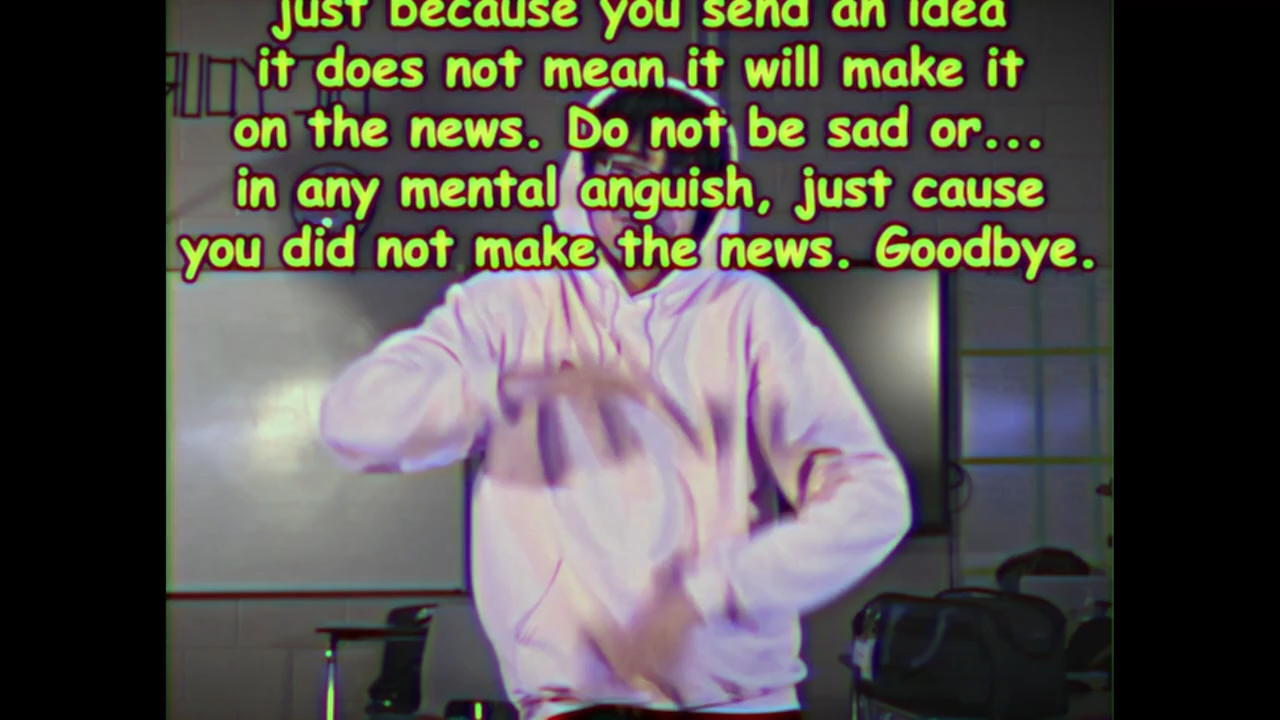 just because you send an idea
it does not mean it will make it
on the news. Do not be sad or...
in any mental anguish, just cause
you did not make the news. Goodbye.